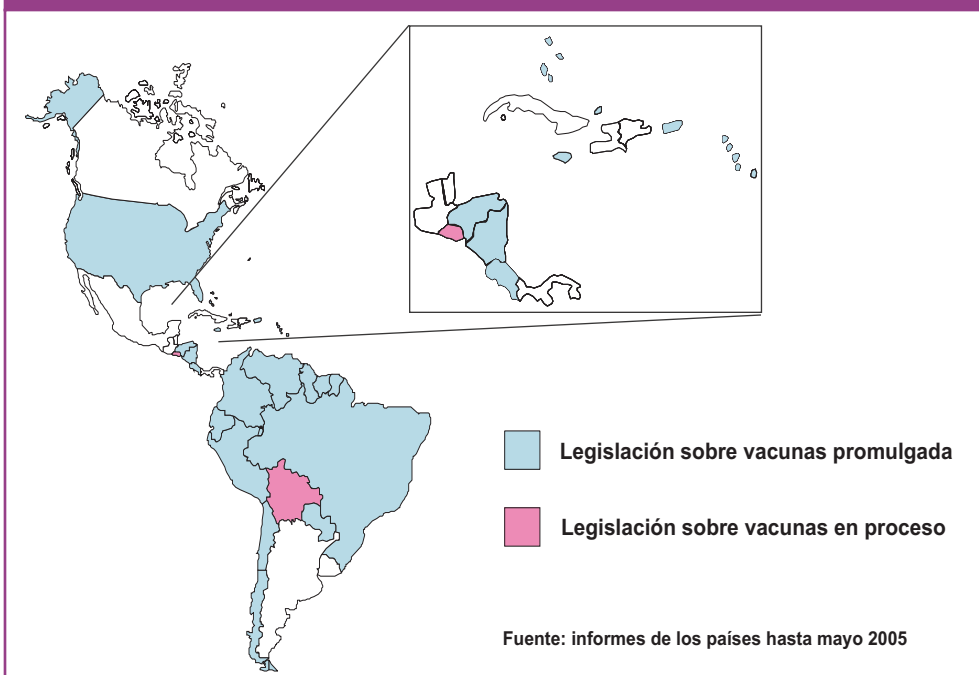 Legislación sobre vacunas promulgada
Legislación sobre vacunas en proceso
Fuente: informes de los países hasta mayo 2005